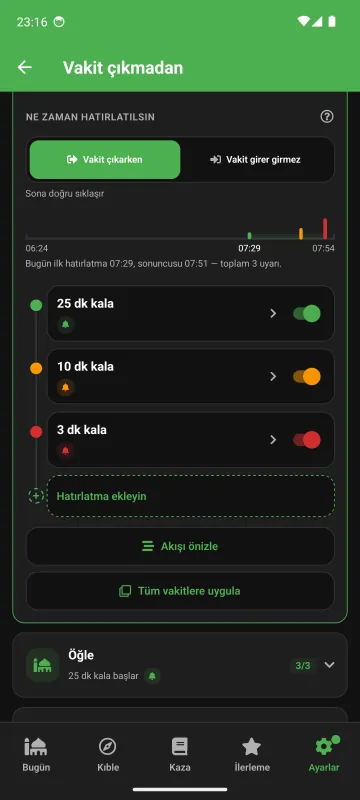 23:16
Vakit çıkmadan
NE ZAMAN HATIRLATILSIN
Vakit çıkarken
Vakit girer girmez
Sona doğru sıklaşır
06:24
07:29
07:54
Bugün ilk hatırlatma 07:29, sonuncusu 07:51 — toplam 3 uyarı.
25 dk kala
10 dk kala
3 dk kala
Hatırlatma ekleyin
Akışı önizle
Tüm vakitlere uygula
Öğle
25 dk kala başlar
3/3
Bugün
Kıble
Kaza
İlerleme
Ayarlar